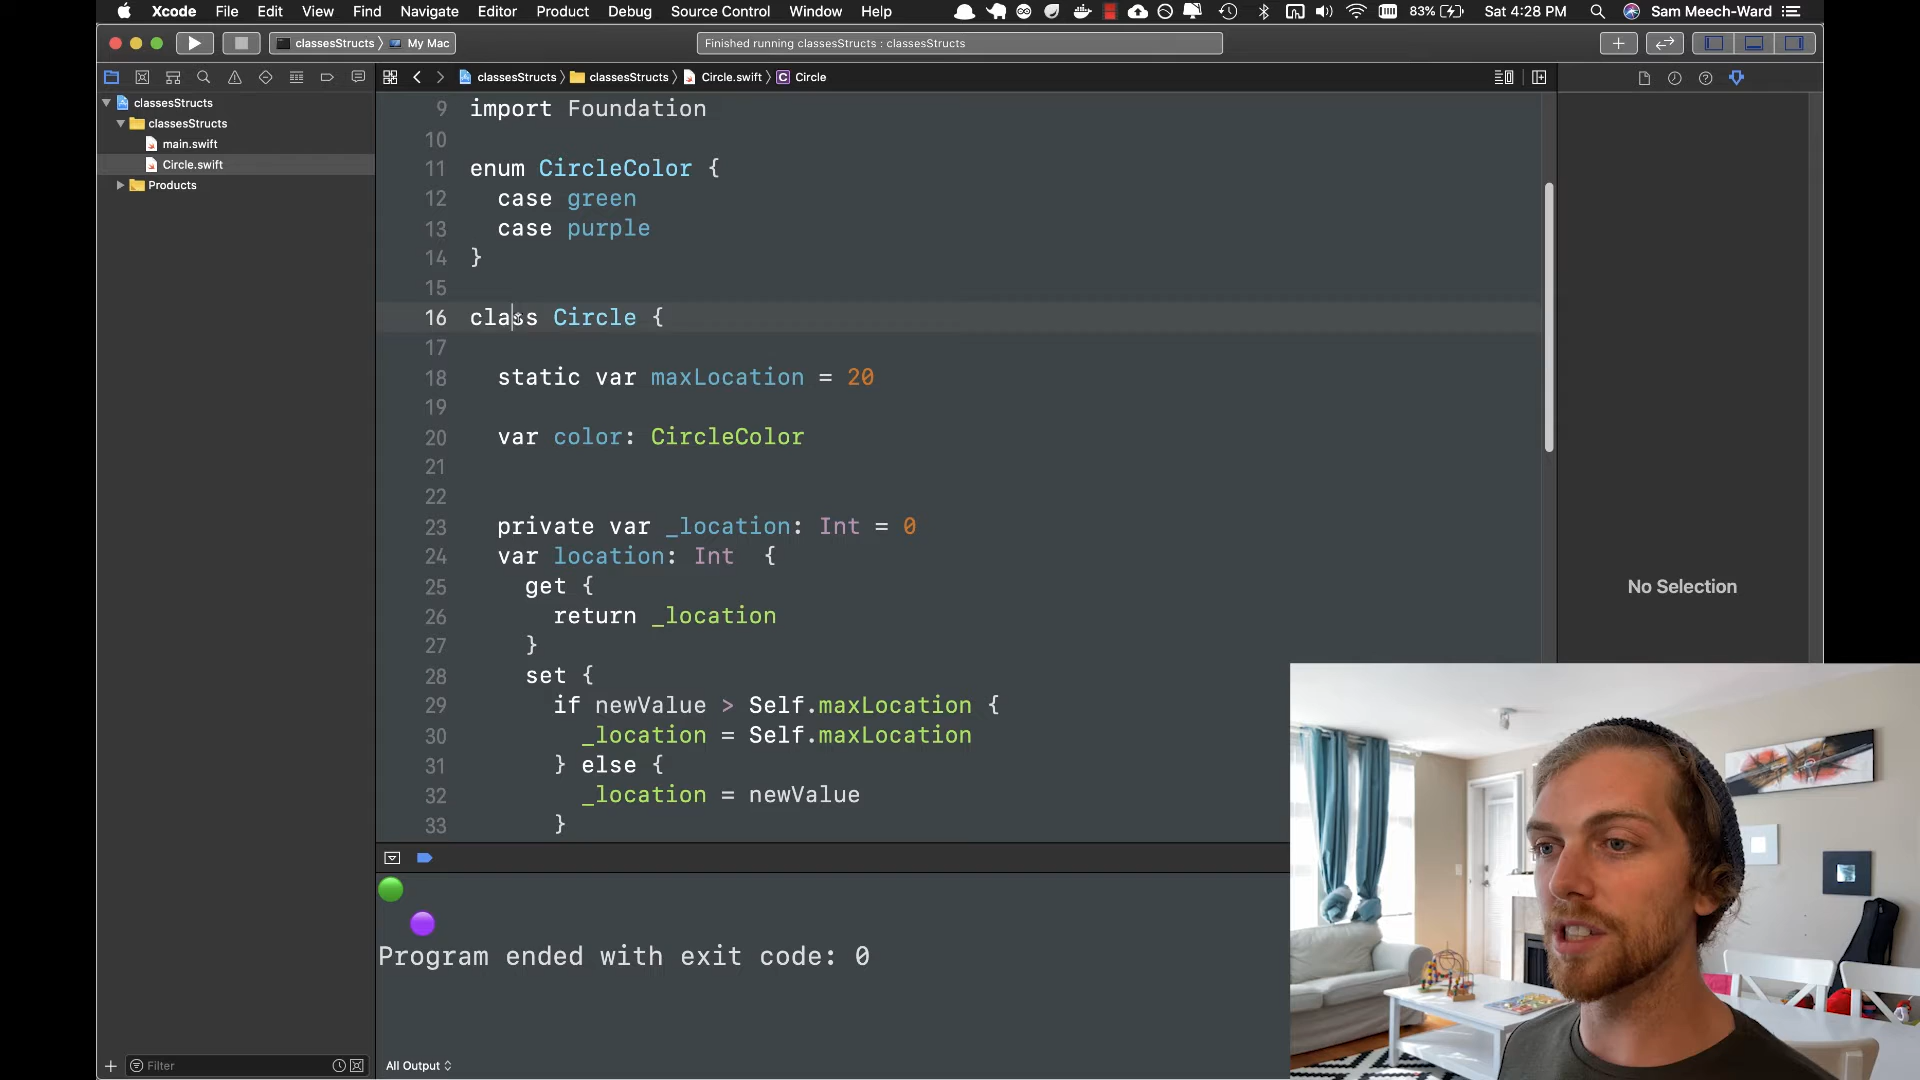 Xcode File Edit View Find Navigate Editor Product Debug Source Control Window Help 83% Sat 4:28 PM Sam Meech-Ward
classesStructs My Mac Finished running classesStructs : classesStructs
classesStructs classesStructs Circle.swift C Circle
classesStructs
classesStructs
main.swift
Circle.swift
Products
9 import Foundation
10
11 enum CircleColor {
12 case green
13 case purple
14 }
15
16 class Circle {
17
18 static var maxLocation = 20
19
20 var color: CircleColor
21
22
23 private var _location: Int = 0
24 var location: Int {
25 get {
26 return _location
27 }
28 set {
29 if newValue > Self.maxLocation {
30 _location = Self.maxLocation
31 } else {
32 _location = newValue
33 }
No Selection
Program ended with exit code: 0
Filter
All Output